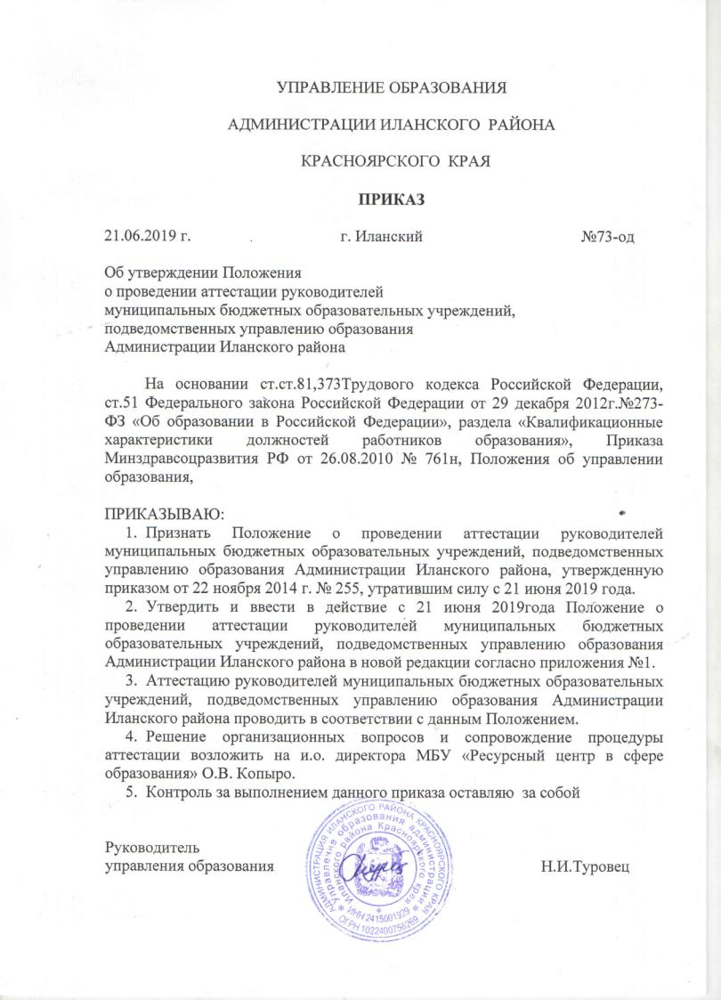 УПРАВЛЕНИЕ ОБРАЗОВАНИЯ
АДМИНИСТРАЦИИ ИЛАНСКОГО РАЙОНА
КРАСНОЯРСКОГО КРАЯ
ПРИКАЗ
21.06.2019 г. г. Иланский №73-од
Об утверждении Положения
о проведении аттестации руководителей
муниципальных бюджетных образовательных учреждений,
подведомственных управлению образования
Администрации Иланского района
На основании ст.ст.81,373Трудового кодекса Российской Федерации,
ст.51 Федерального закона Российской Федерации от 29 декабря 2012г.№273-
ФЗ «Об образовании в Российской Федерации», раздела «Квалификационные
характеристики должностей работников образования», Приказа
Минздравсоцразвития РФ от 26.08.2010 № 761н, Положения об управлении
образования,
ПРИКАЗЫВАЮ:
1. Признать Положение о проведении аттестации руководителей
муниципальных бюджетных образовательных учреждений, подведомственных
управлению образования Администрации Иланского района, утвержденную
приказом от 22 ноября 2014 г. № 255, утратившим силу с 21 июня 2019 года.
2. Утвердить и ввести в действие с 21 июня 2019года Положение о
проведении аттестации руководителей муниципальных бюджетных
образовательных учреждений, подведомственных управлению образования
Администрации Иланского района в новой редакции согласно приложения №1.
3. Аттестацию руководителей муниципальных бюджетных образовательных
учреждений, подведомственных управлению образования Администрации
Иланского района проводить в соответствии с данным Положением.
4. Решение организационных вопросов и сопровождение процедуры
аттестации возложить на и.о. директора МБУ «Ресурсный центр в сфере
образования» О.В. Копыро.
5. Контроль за выполнением данного приказа оставляю за собой
Руководитель
управления образования Н.И.Туровец
АДМИНИСТРАЦИЯ ИЛАНСКОГО РАЙОНА КРАСНОЯРСКОГО КРАЯ
Управление образования администрации
Иланского района Красноярского края
ИНН 2415001929
ОГРН 1022400758269